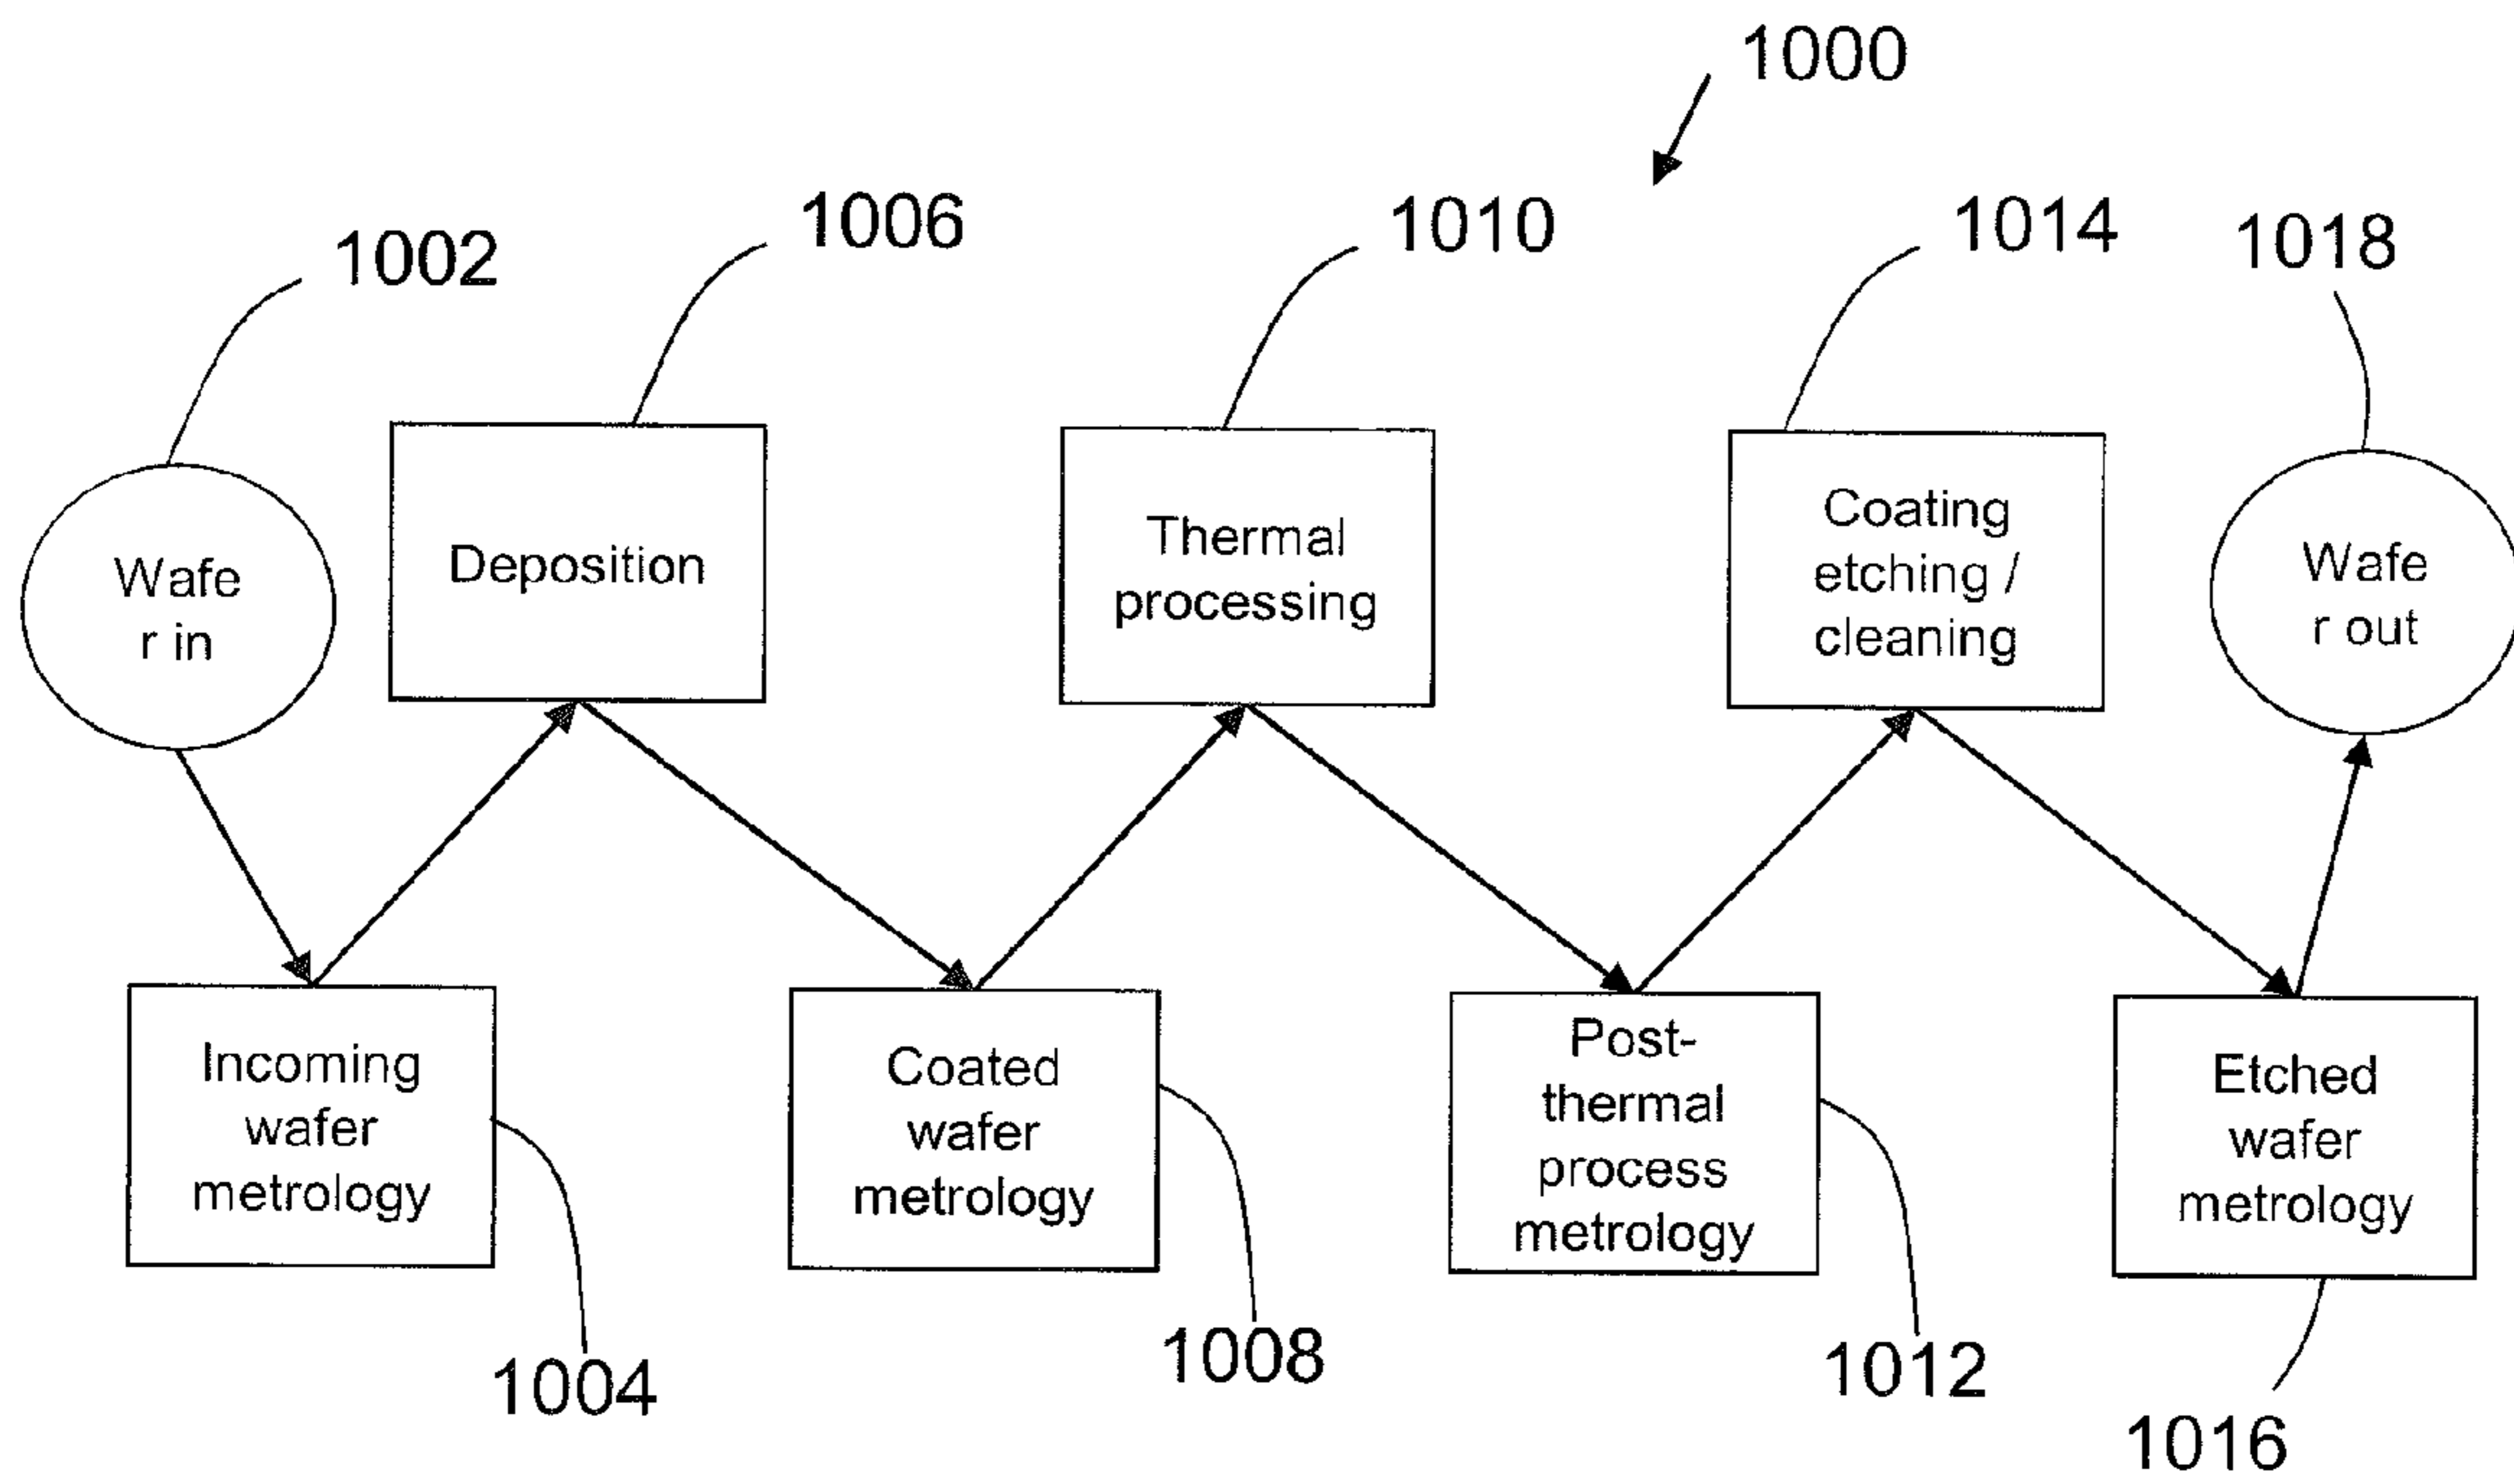 1000
1002
1006
1010
1014
1018
Wafe
r in
Deposition
Thermal
processing
Coating
etching /
cleaning
Wafe
r out
Incoming
wafer
metrology
Coated
wafer
metrology
Post-
thermal
process
metrology
Etched
wafer
metrology
1004
1008
1012
1016